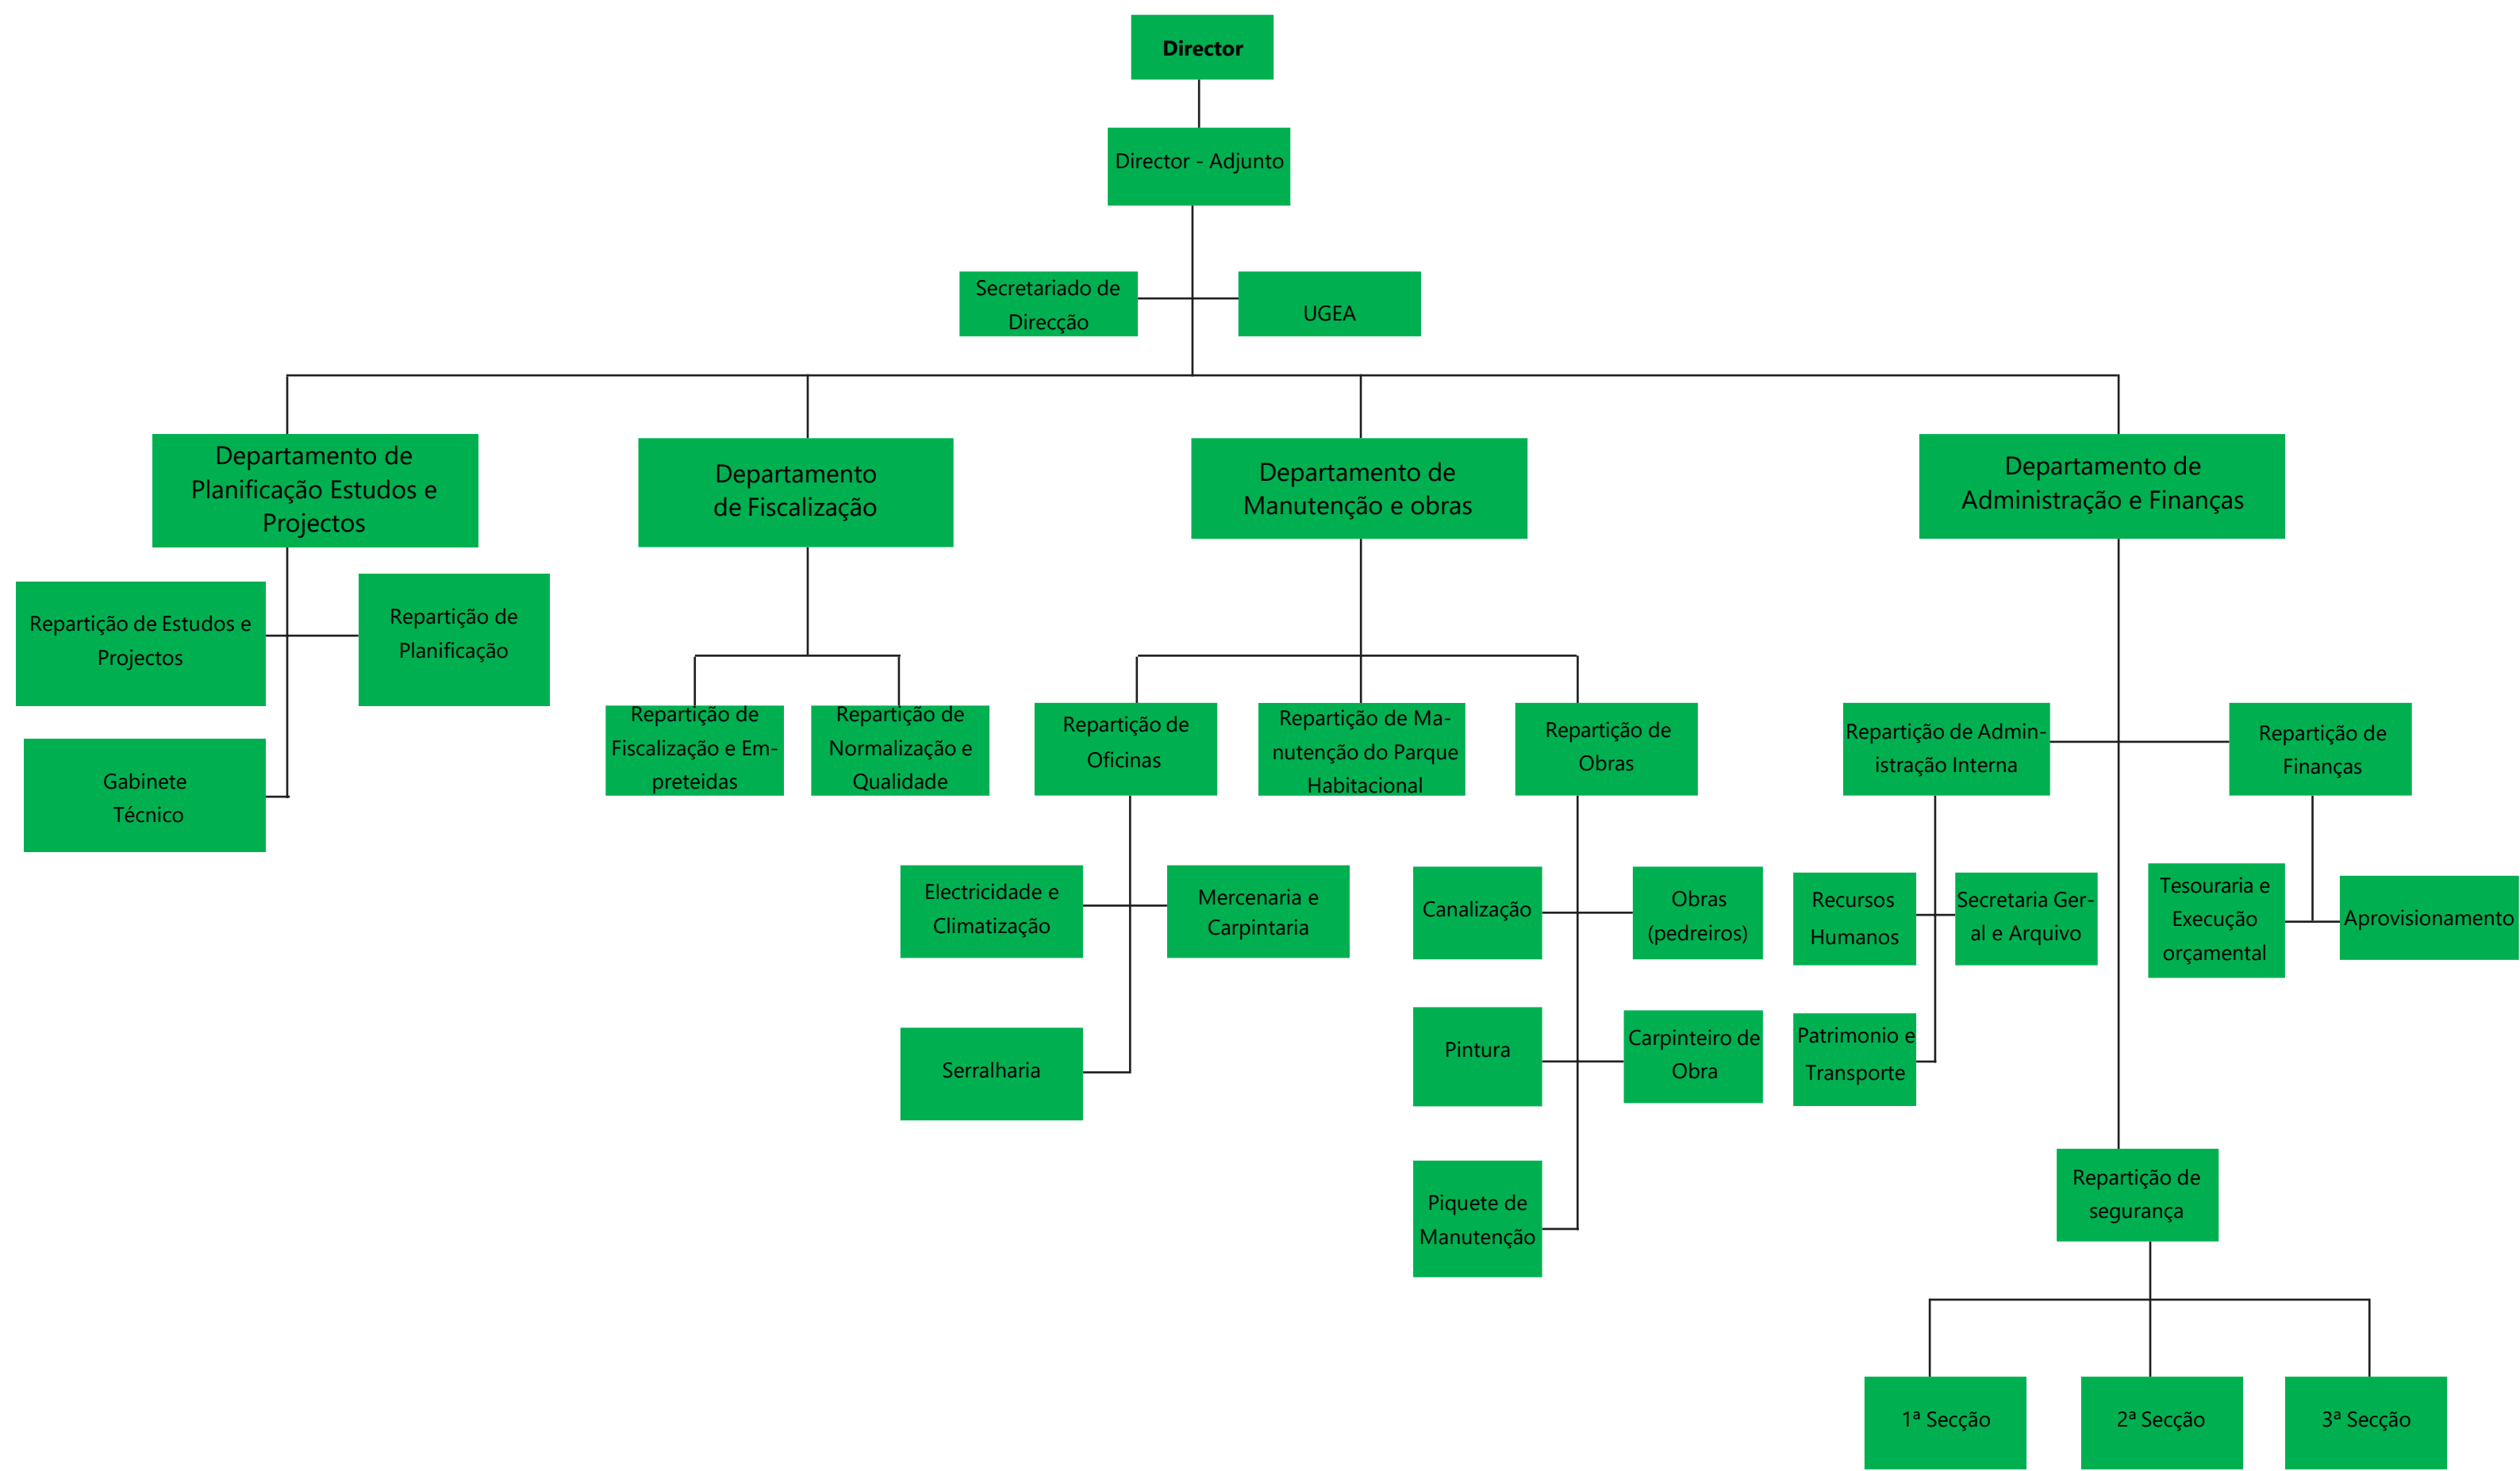 Director
Director - Adjunto
Secretariado de
Direcção
UGEA
Departamento de
Planificação Estudos e
Projectos
Departamento
de Fiscalização
Departamento de
Manutenção e obras
Departamento de
Administração e Finanças
Repartição de Estudos e
Projectos
Repartição de
Planificação
Gabinete
Técnico
Repartição de
Fiscalização e Em-
preteidas
Repartição de
Normalização e
Qualidade
Repartição de
Oficinas
Repartição de Ma-
nutenção do Parque
Habitacional
Repartição de
Obras
Repartição de Admin-
istração Interna
Repartição de
Finanças
Electricidade e
Climatização
Mercenaria e
Carpintaria
Serralharia
Canalização
Obras
(pedreiros)
Pintura
Carpinteiro de
Obra
Piquete de
Manutenção
Recursos
Humanos
Secretaria Ger-
al e Arquivo
Patrimonio e
Transporte
Tesouraria e
Execução
orçamental
Aprovisionamento
Repartição de
segurança
1ª Secção
2ª Secção
3ª Secção